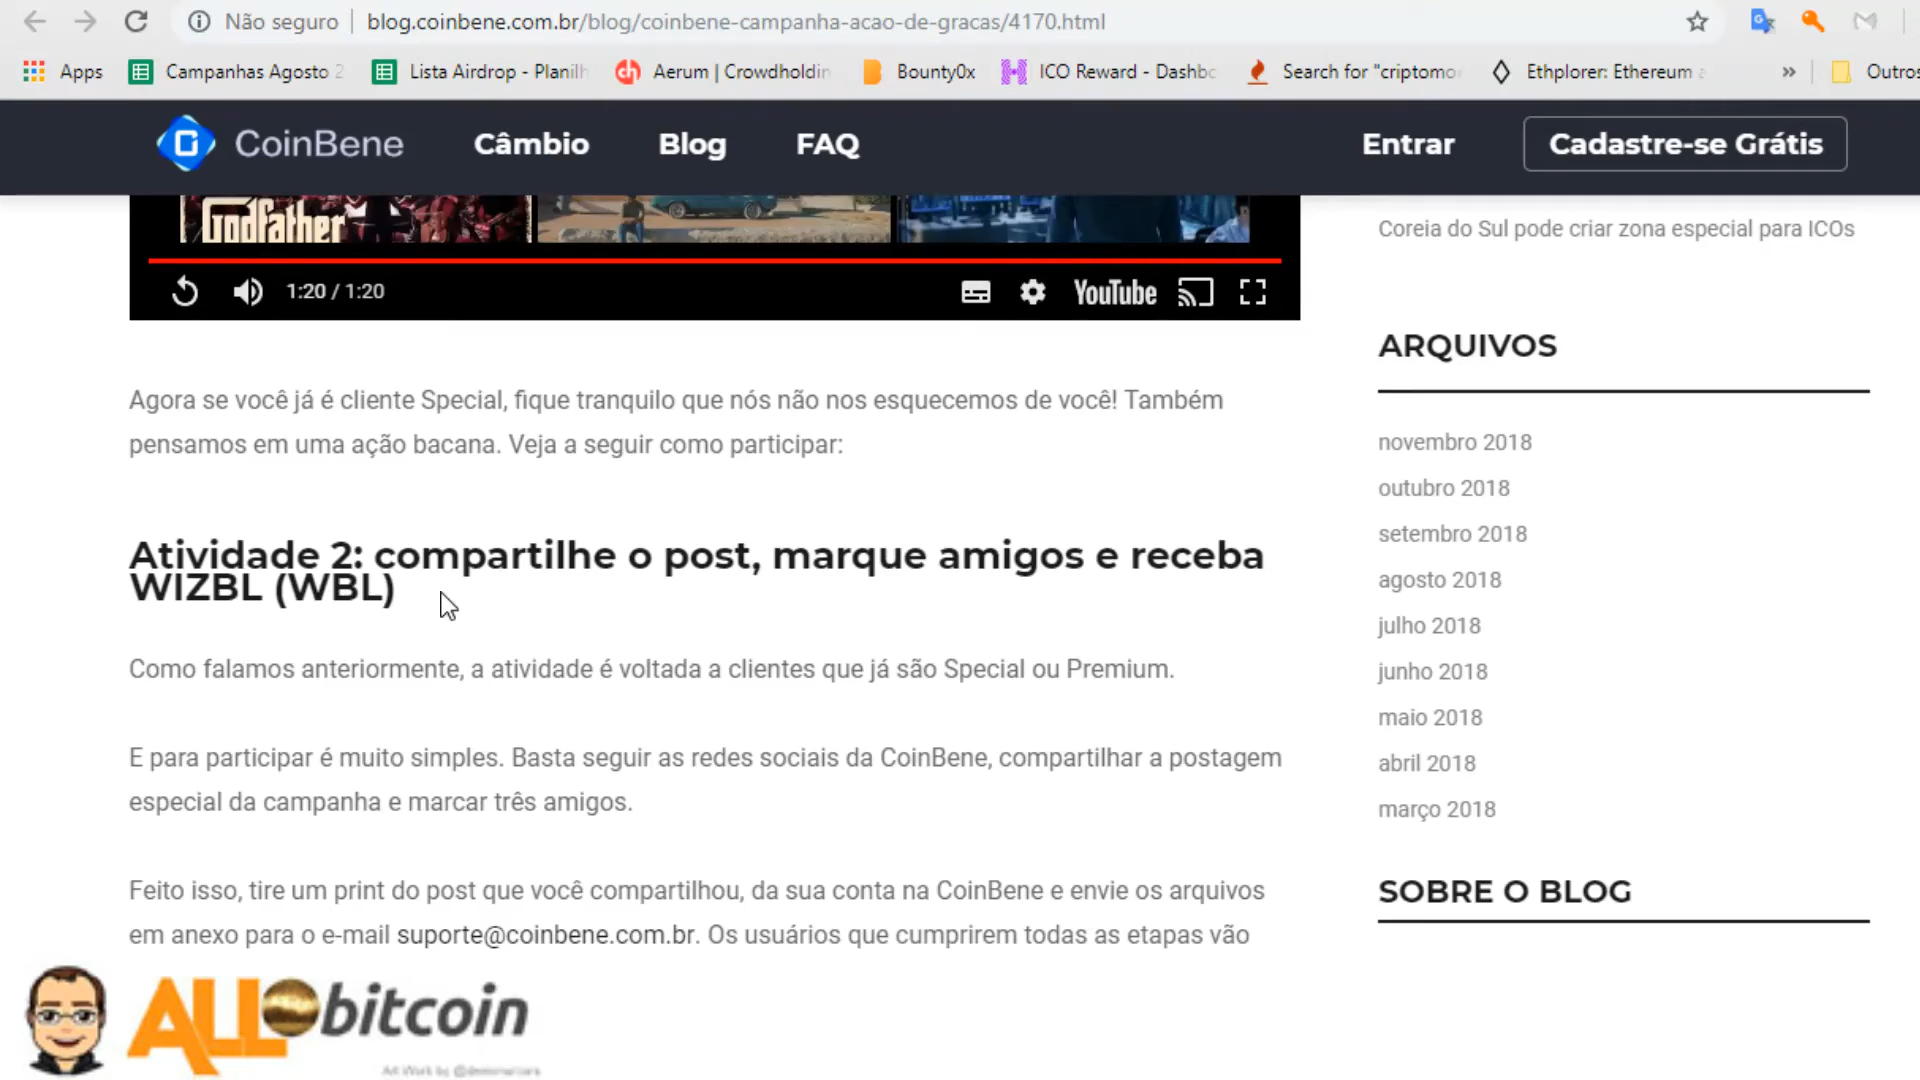 Não seguro
blog.coinbene.com.br/blog/coinbene-campanha-acao-de-gracas/4170.html
Apps
Campanhas Agosto 2
Lista Airdrop - Planilh
Aerum | Crowdholdin
Bounty0x
ICO Reward - Dashbo
Search for "criptomo
Ethplorer: Ethereum a
»
Outros
CoinBene
Câmbio
Blog
FAQ
Entrar
Cadastre-se Grátis
Godfather
1:20 / 1:20
YouTube
Agora se você já é cliente Special, fique tranquilo que nós não nos esquecemos de você! Também
pensamos em uma ação bacana. Veja a seguir como participar:
Atividade 2: compartilhe o post, marque amigos e receba
WIZBL (WBL)
Como falamos anteriormente, a atividade é voltada a clientes que já são Special ou Premium.
E para participar é muito simples. Basta seguir as redes sociais da CoinBene, compartilhar a postagem
especial da campanha e marcar três amigos.
Feito isso, tire um print do post que você compartilhou, da sua conta na CoinBene e envie os arquivos
em anexo para o e-mail suporte@coinbene.com.br. Os usuários que cumprirem todas as etapas vão
Coreia do Sul pode criar zona especial para ICOs
ARQUIVOS
novembro 2018
outubro 2018
setembro 2018
agosto 2018
julho 2018
junho 2018
maio 2018
abril 2018
março 2018
SOBRE O BLOG
ALLObitcoin
Art Work by